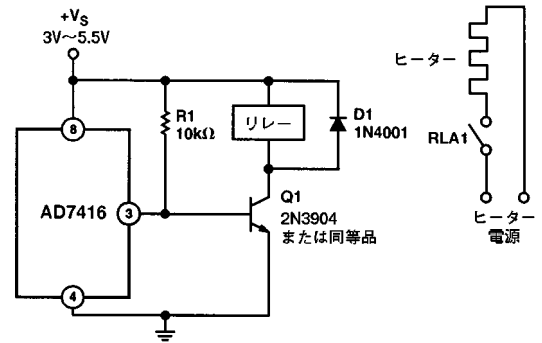 +VS
3V～5.5V
8
R1
10kΩ
リレー
D1
1N4001
AD7416
3
Q1
2N3904
または同等品
4
ヒーター
RLA1
ヒーター
電源